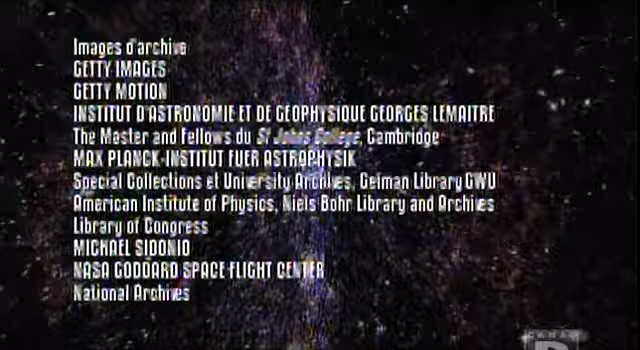 Images d'archive
GETTY IMAGES
GETTY MOTION
INSTITUT D'ASTRONOMIE ET DE GEOPHYSIQUE GEORGES LEMAITRE
The Master and Fellows du St Johns College, Cambridge
MAX PLANCK-INSTITUT FUER ASTROPHYSIK
Special Collections et University Archives, Gelman Library GWU
American Institute of Physics, Niels Bohr Library and Archives
Library of Congress
MICHAEL SIDONIO
NASA GODDARD SPACE FLIGHT CENTER
National Archives